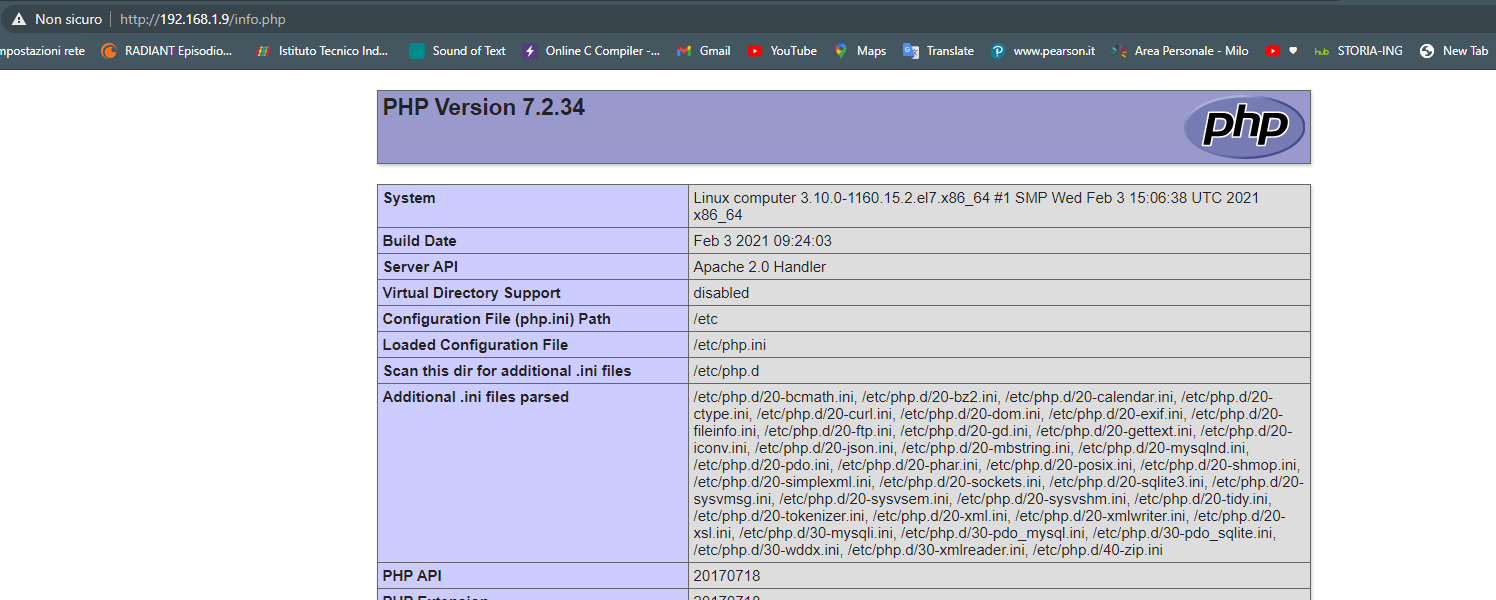 Non sicuro http://192.168.1.9/info.php
mpostazioni rete RADIANT Episodio... Istituto Tecnico Ind... Sound of Text Online C Compiler -... Gmail YouTube Maps Translate www.pearson.it Area Personale - Milo STORIA-ING New Tab
PHP Version 7.2.34
php
System Linux computer 3.10.0-1160.15.2.el7.x86_64 #1 SMP Wed Feb 3 15:06:38 UTC 2021
x86_64
Build Date Feb 3 2021 09:24:03
Server API Apache 2.0 Handler
Virtual Directory Support disabled
Configuration File (php.ini) Path /etc
Loaded Configuration File /etc/php.ini
Scan this dir for additional .ini files /etc/php.d
Additional .ini files parsed /etc/php.d/20-bcmath.ini, /etc/php.d/20-bz2.ini, /etc/php.d/20-calendar.ini, /etc/php.d/20-
ctype.ini, /etc/php.d/20-curl.ini, /etc/php.d/20-dom.ini, /etc/php.d/20-exif.ini, /etc/php.d/20-
fileinfo.ini, /etc/php.d/20-ftp.ini, /etc/php.d/20-gd.ini, /etc/php.d/20-gettext.ini, /etc/php.d/20-
iconv.ini, /etc/php.d/20-json.ini, /etc/php.d/20-mbstring.ini, /etc/php.d/20-mysqlnd.ini,
/etc/php.d/20-pdo.ini, /etc/php.d/20-phar.ini, /etc/php.d/20-posix.ini, /etc/php.d/20-shmop.ini,
/etc/php.d/20-simplexml.ini, /etc/php.d/20-sockets.ini, /etc/php.d/20-sqlite3.ini, /etc/php.d/20-
sysvmsg.ini, /etc/php.d/20-sysvsem.ini, /etc/php.d/20-sysvshm.ini, /etc/php.d/20-tidy.ini,
/etc/php.d/20-tokenizer.ini, /etc/php.d/20-xml.ini, /etc/php.d/20-xmlwriter.ini, /etc/php.d/20-
xsl.ini, /etc/php.d/30-mysqli.ini, /etc/php.d/30-pdo_mysql.ini, /etc/php.d/30-pdo_sqlite.ini,
/etc/php.d/30-wddx.ini, /etc/php.d/30-xmlreader.ini, /etc/php.d/40-zip.ini
PHP API 20170718
PHP Extension 20170718